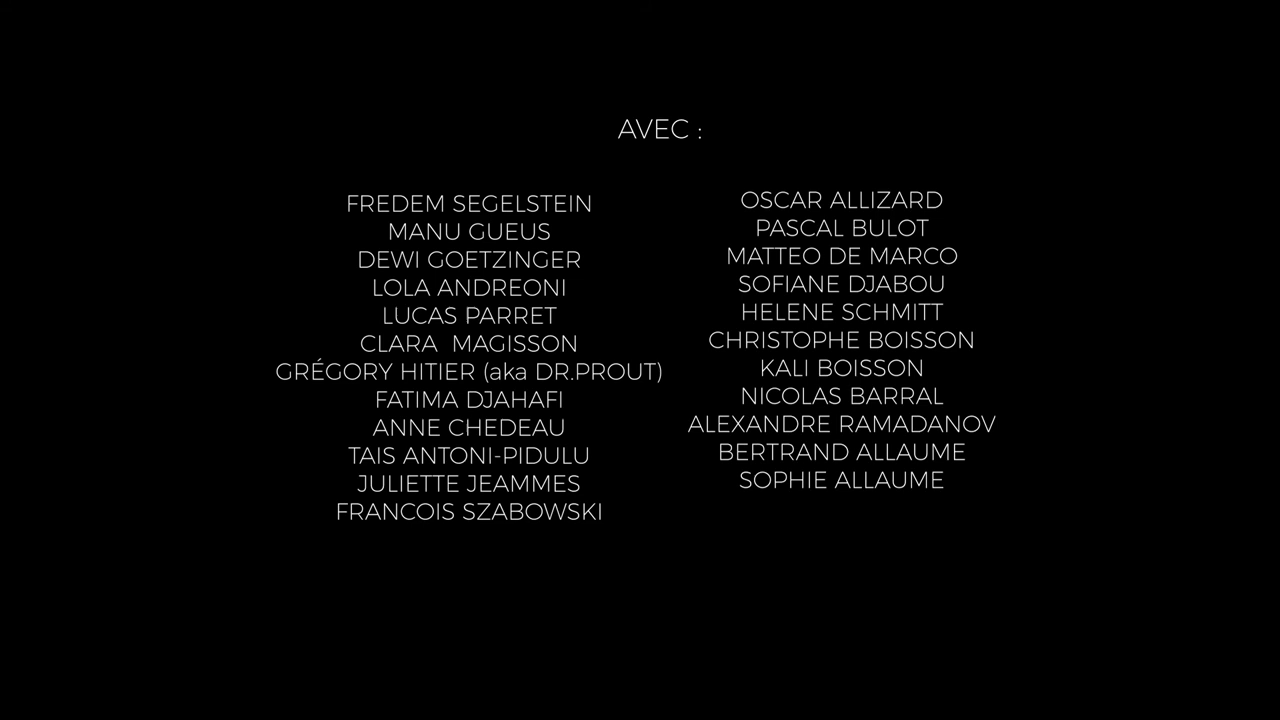 AVEC :
FREDEM SEGELSTEIN
MANU GUEUS
DEWI GOETZINGER
LOLA ANDREONI
LUCAS PARRET
CLARA  MAGISSON
GRÉGORY HITIER (aka DR.PROUT)
FATIMA DJAHAFI
ANNE CHEDEAU
TAIS ANTONI-PIDULU
JULIETTE JEAMMES
FRANCOIS SZABOWSKI
OSCAR ALLIZARD
PASCAL BULOT
MATTEO DE MARCO
SOFIANE DJABOU
HELENE SCHMITT
CHRISTOPHE BOISSON
KALI BOISSON
NICOLAS BARRAL
ALEXANDRE RAMADANOV
BERTRAND ALLAUME
SOPHIE ALLAUME